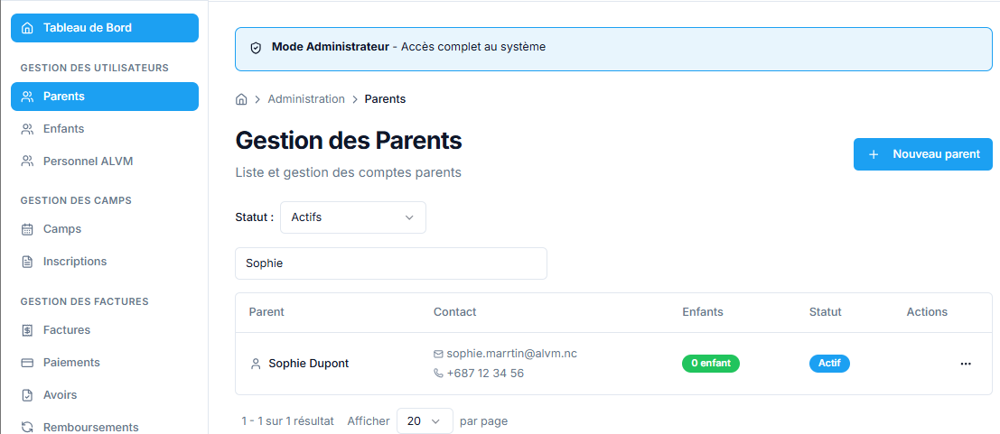 Tableau de Bord
GESTION DES UTILISATEURS
Parents
Enfants
Personnel ALVM
GESTION DES CAMPS
Camps
Inscriptions
GESTION DES FACTURES
Factures
Paiements
Avoirs
Remboursements
Mode Administrateur - Accès complet au système
Administration > Parents
Gestion des Parents
Liste et gestion des comptes parents
+ Nouveau parent
Statut : Actifs
Sophie
Parent Contact Enfants Statut Actions
Sophie Dupont sophie.marrtin@alvm.nc 0 enfant Actif ...
+687 12 34 56
1 - 1 sur 1 résultat Afficher 20 par page